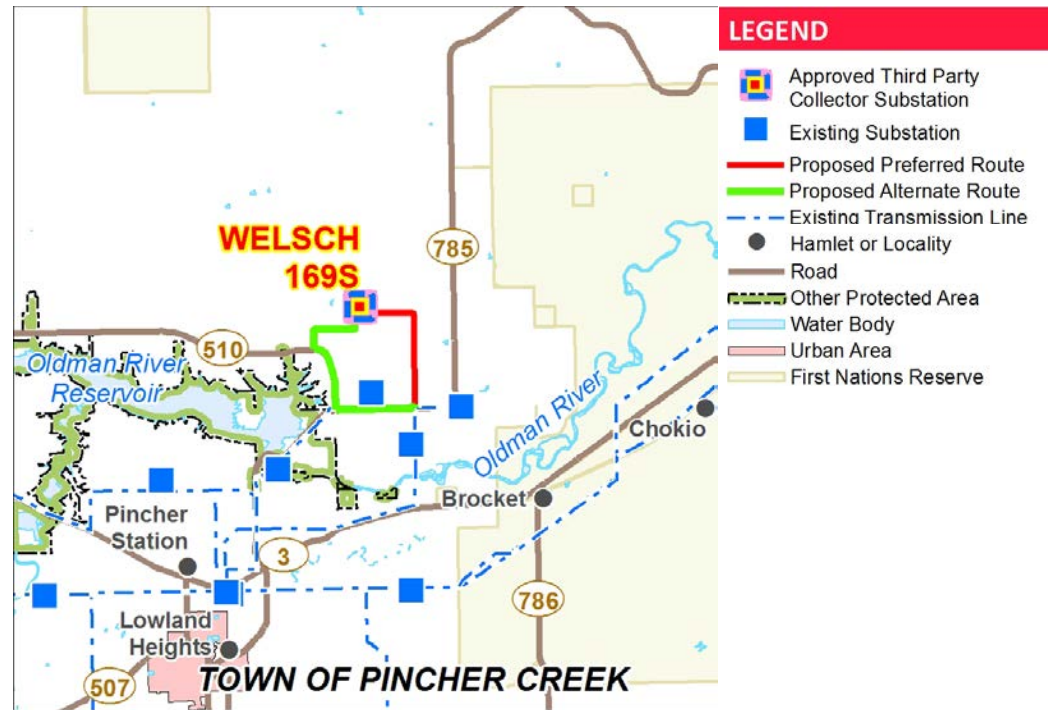 WELSCH
169S
785
510
Oldman River
Reservoir
Oldman River
Chokio
Brocket
Pincher
Station
3
786
Lowland
Heights
507
TOWN OF PINCHER CREEK
LEGEND
Approved Third Party
Collector Substation
Existing Substation
Proposed Preferred Route
Proposed Alternate Route
Existing Transmission Line
Hamlet or Locality
Road
Other Protected Area
Water Body
Urban Area
First Nations Reserve